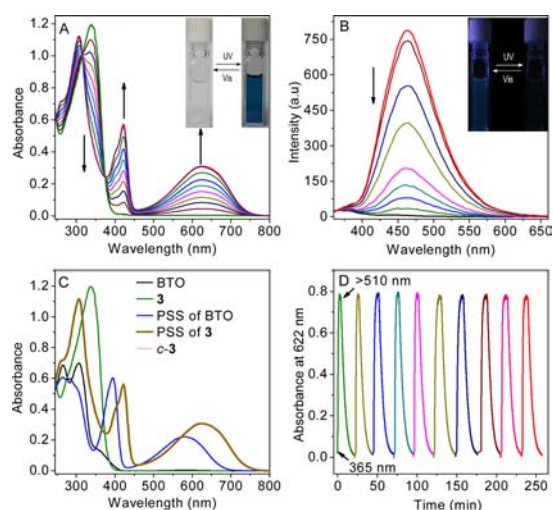 A
UV
Vis
Absorbance
1.2
1.0
0.8
0.6
0.4
0.2
0.0
300 400 500 600 700 800
Wavelength (nm)
B
UV
Vis
Intensity (a.u)
750
600
450
300
150
0
400 450 500 550 600 650
Wavelength (nm)
C
BTO
3
PSS of BTO
PSS of 3
c-3
Absorbance
1.2
1.0
0.8
0.6
0.4
0.2
0.0
300 400 500 600 700 800
Wavelength (nm)
D
>510 nm
365 nm
Absorbance at 622 nm
0.8
0.6
0.4
0.2
0.0
0 50 100 150 200 250
Time (min)